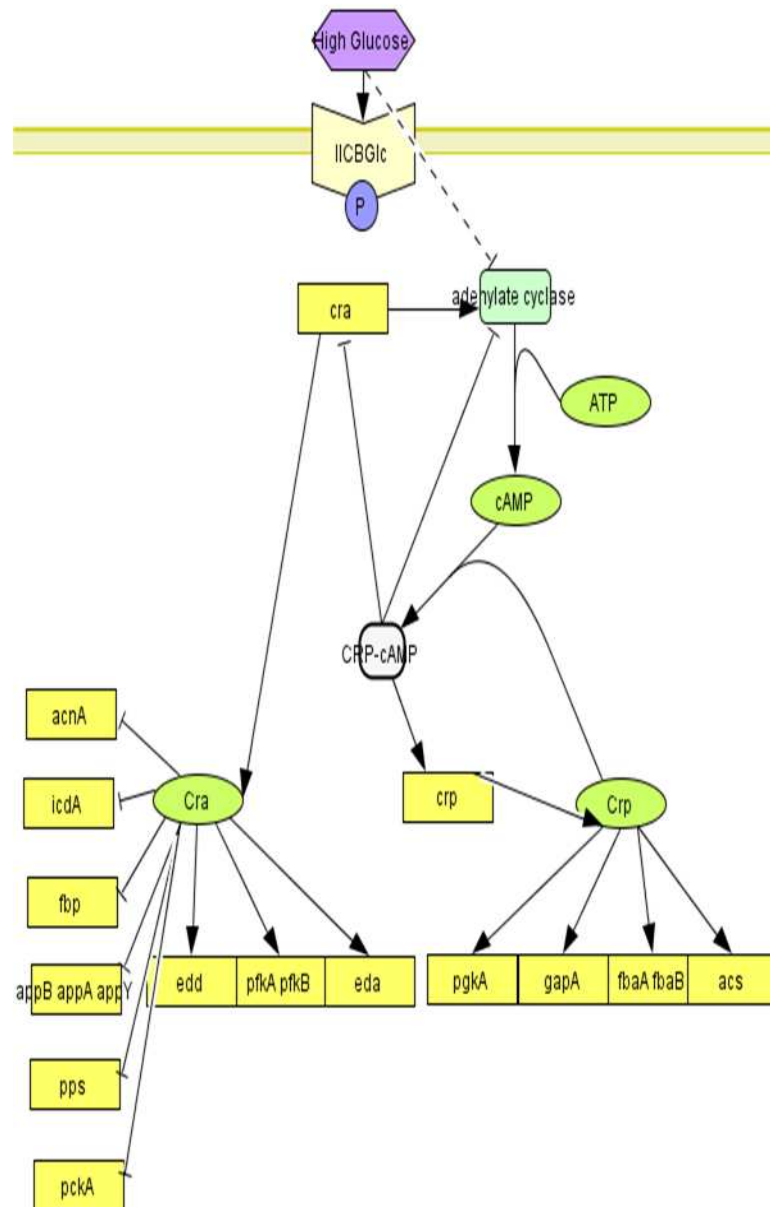 High Glucose
IICBGlc
P
cra
adenylate cyclase
ATP
cAMP
CRP-cAMP
acnA
icdA
Cra
crp
Crp
fbp
appB appA appY
edd
pfkA pfkB
eda
pgkA
gapA
fbaA fbaB
acs
pps
pckA